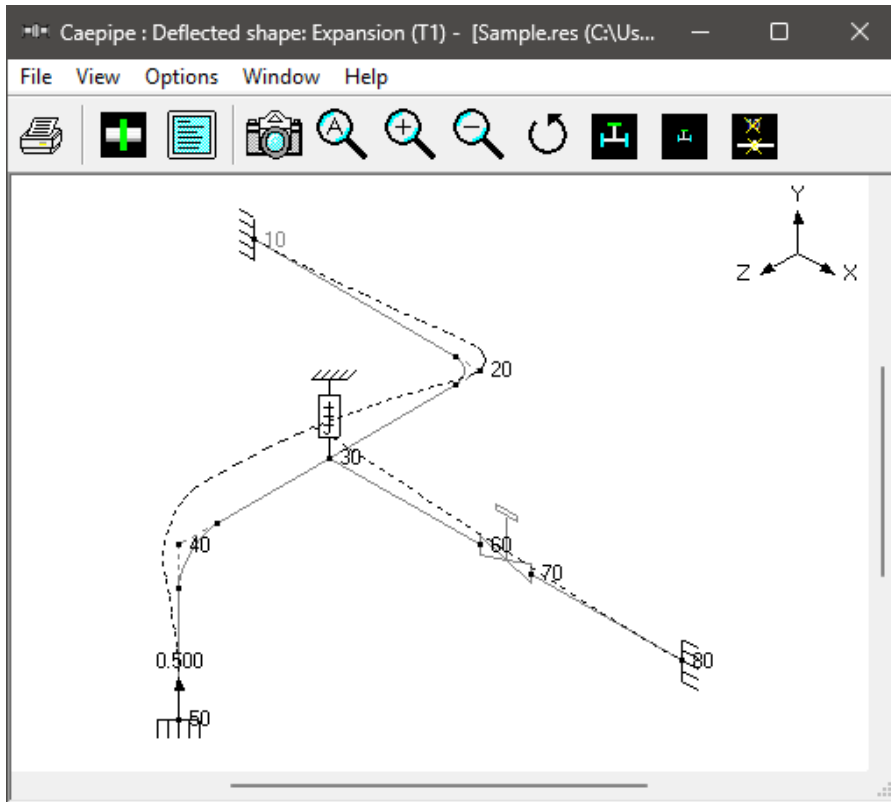 Caepipe : Deflected shape: Expansion (T1) - [Sample.res (C:\Us...
File View Options Window Help
A
Y
Z X
10
20
30
40
60
70
0.500
80
50